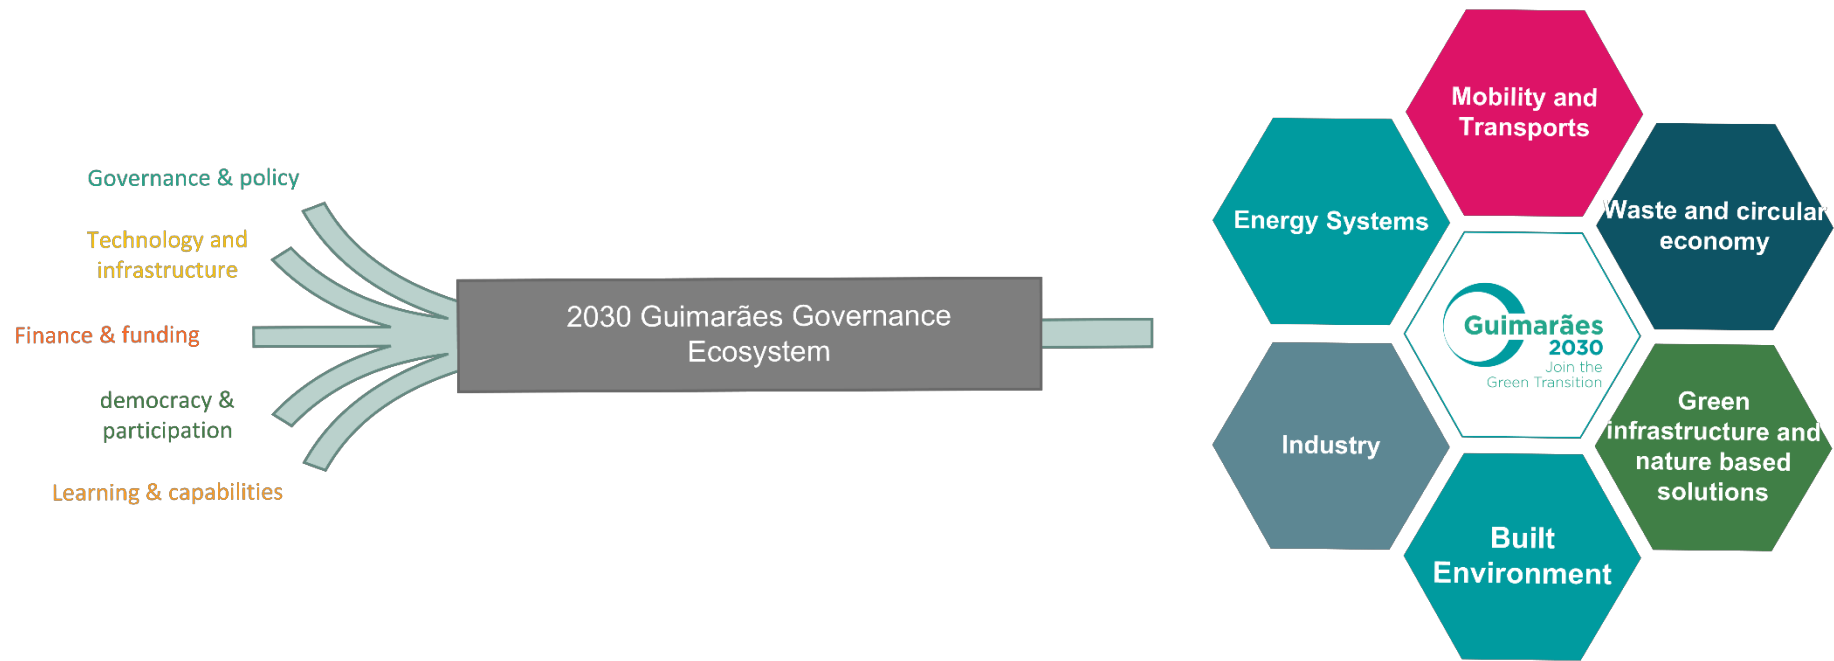 Governance & policy
Technology and
infrastructure
Finance & funding
democracy &
participation
Learning & capabilities
2030 Guimarães Governance
Ecosystem
Mobility and
Transports
Energy Systems
Waste and circular
economy
Guimarães
2030
Join the
Green Transition
Industry
Green
infrastructure and
nature based
solutions
Built
Environment